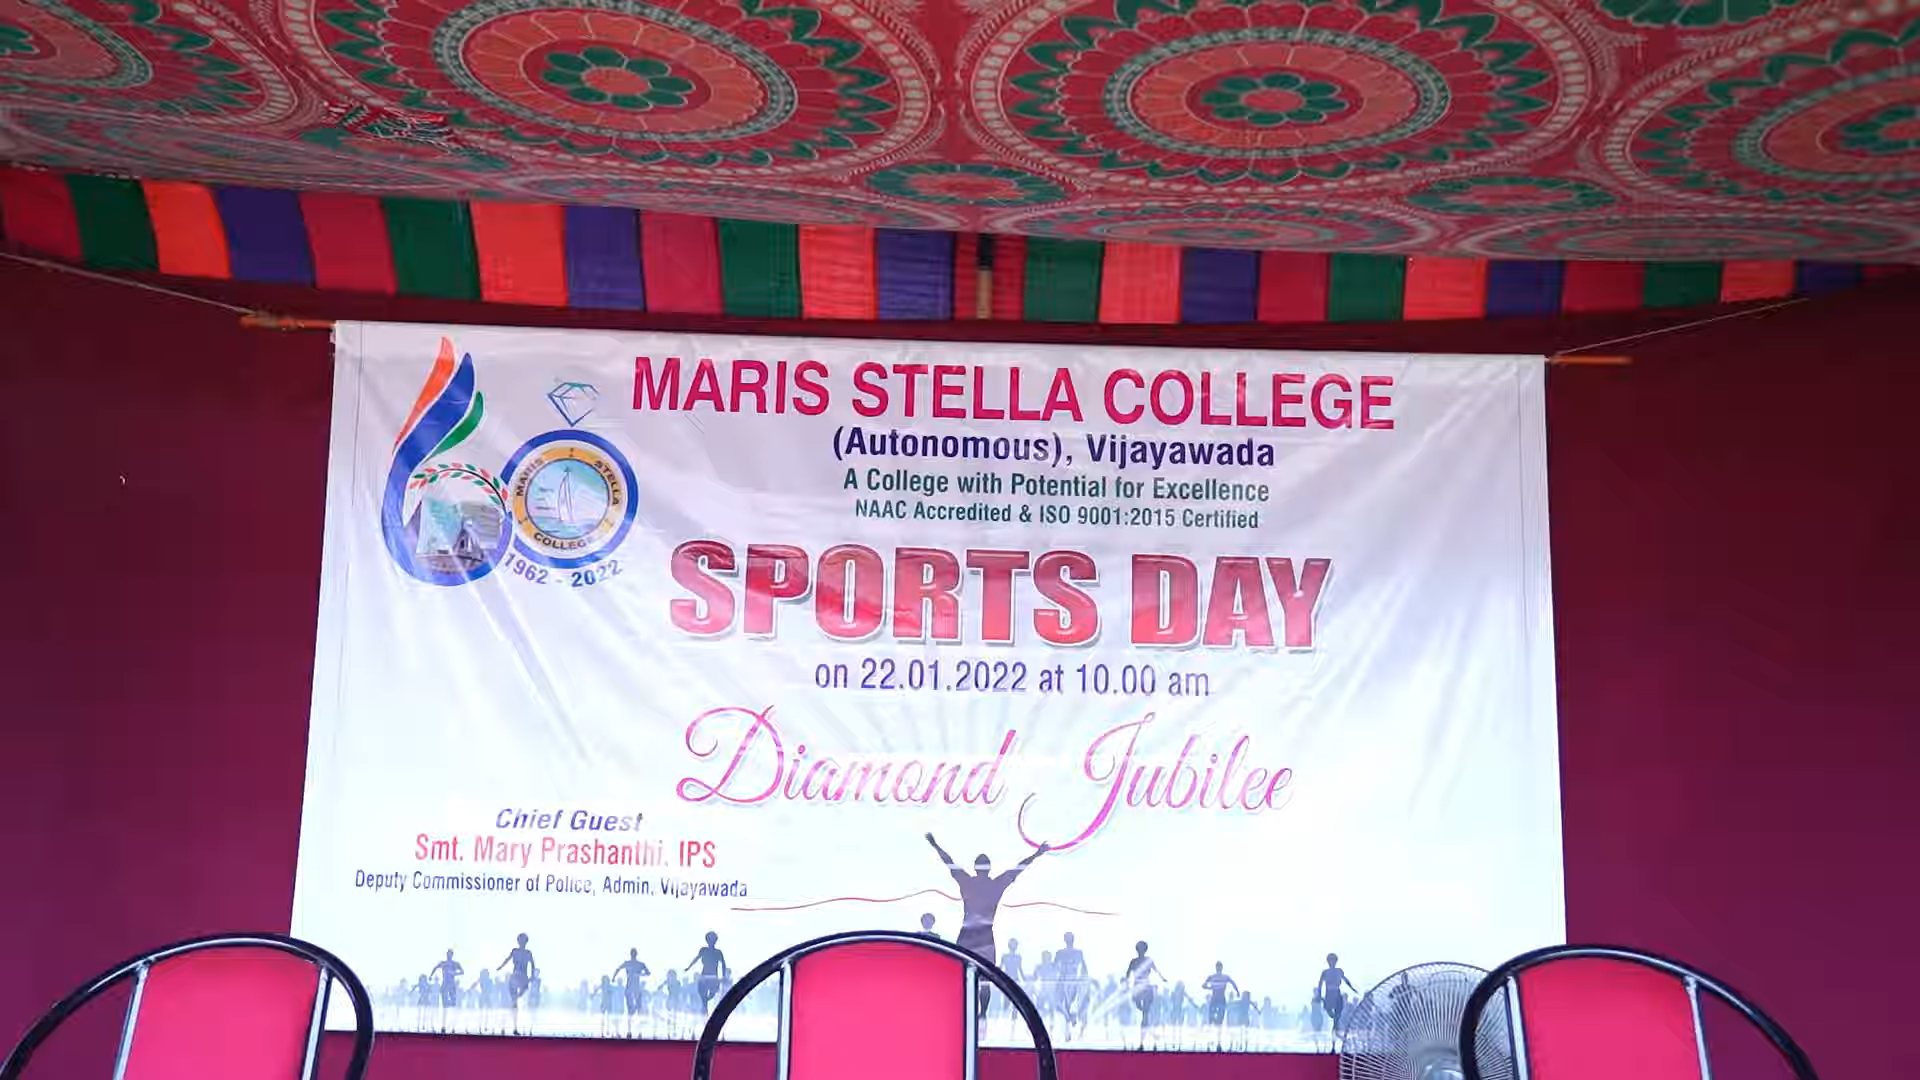 MARIS STELLA COLLEGE
(Autonomous), Vijayawada
A College with Potential for Excellence
NAAC Accredited & ISO 9001:2015 Certified
MARIS STELLA
COLLEGE
1962 - 2022
SPORTS DAY
on 22.01.2022 at 10.00 am
Diamond Jubilee
Chief Guest
Smt. Mary Prashanthi, IPS
Deputy Commissioner of Police, Admin, Vijayawada